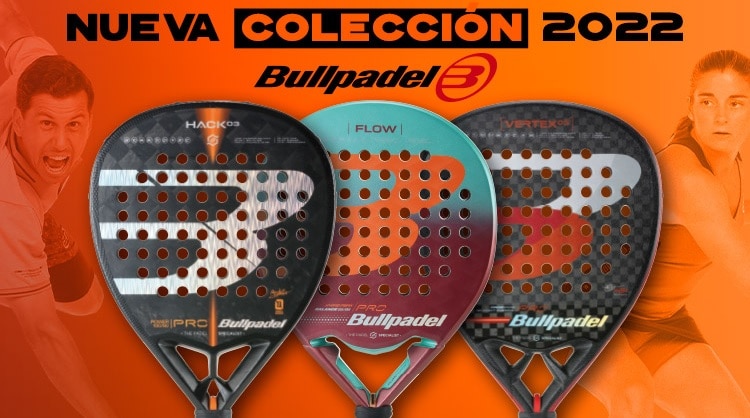 NUEVA COLECCIÓN 2022
Bullpadel B
HACK 03
FLOW
VERTEX 03
PRO
Bullpadel
PRO
Bullpadel
Bullpadel